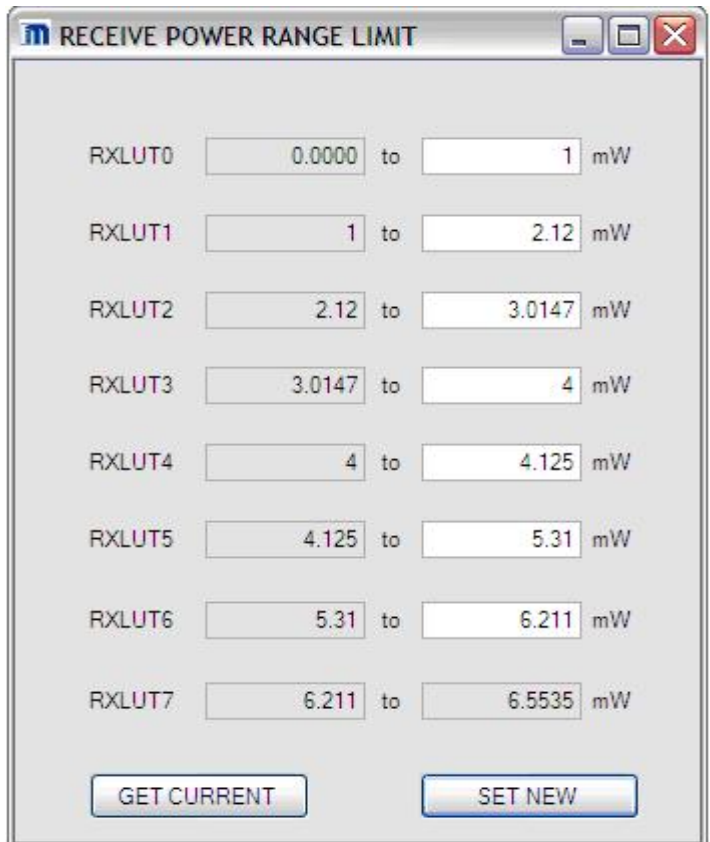 m RECEIVE POWER RANGE LIMIT
RXLUT0 0.0000 to 1 mW
RXLUT1 1 to 2.12 mW
RXLUT2 2.12 to 3.0147 mW
RXLUT3 3.0147 to 4 mW
RXLUT4 4 to 4.125 mW
RXLUT5 4.125 to 5.31 mW
RXLUT6 5.31 to 6.211 mW
RXLUT7 6.211 to 6.5535 mW
GET CURRENT SET NEW